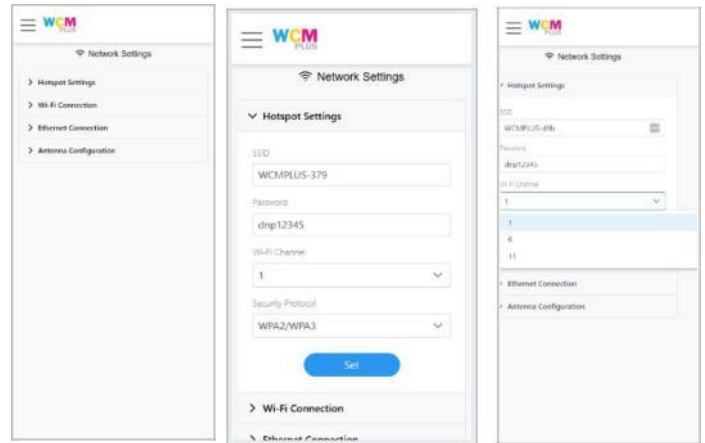 WCM
PLUS
Network Settings
Hotspot Settings
Wi-Fi Connection
Ethernet Connection
Antenna Configuration
WCM
PLUS
Network Settings
Hotspot Settings
SSID
WCMPLUS-379
Password
dnp12345
Wi-Fi Channel
1
Security Protocol
WPA2/WPA3
Set
Wi-Fi Connection
Ethernet Connection
WCM
PLUS
Network Settings
Hotspot Settings
SSID
Password
dnp12345
Wi-Fi Channel
1
1
6
11
Ethernet Connection
Antenna Configuration